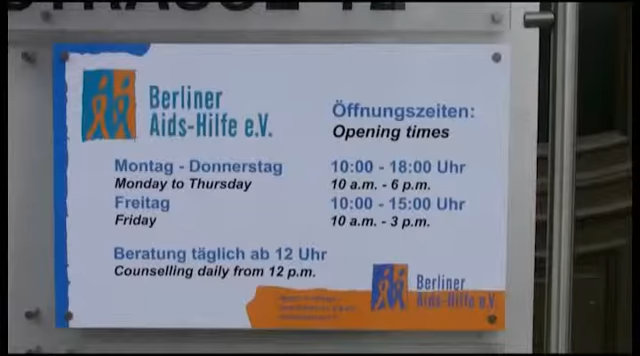 STRASSE 12
Berliner
Aids-Hilfe e.V.
Öffnungszeiten:
Opening times
Montag - Donnerstag 10:00 - 18:00 Uhr
Monday to Thursday 10 a.m. - 6 p.m.
Freitag 10:00 - 15:00 Uhr
Friday 10 a.m. - 3 p.m.
Beratung täglich ab 12 Uhr
Counselling daily from 12 p.m.
Berliner
Aids-Hilfe e.V.